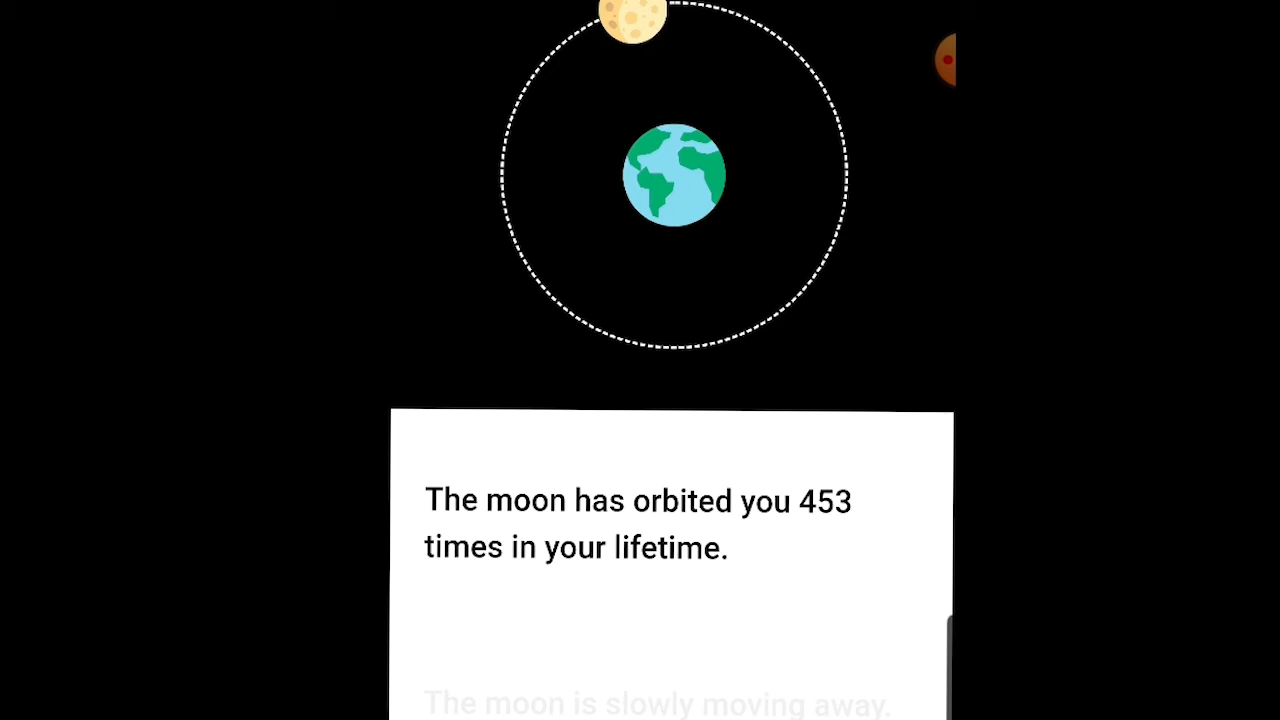 The moon has orbited you 453
times in your lifetime.
The moon is slowly moving away.